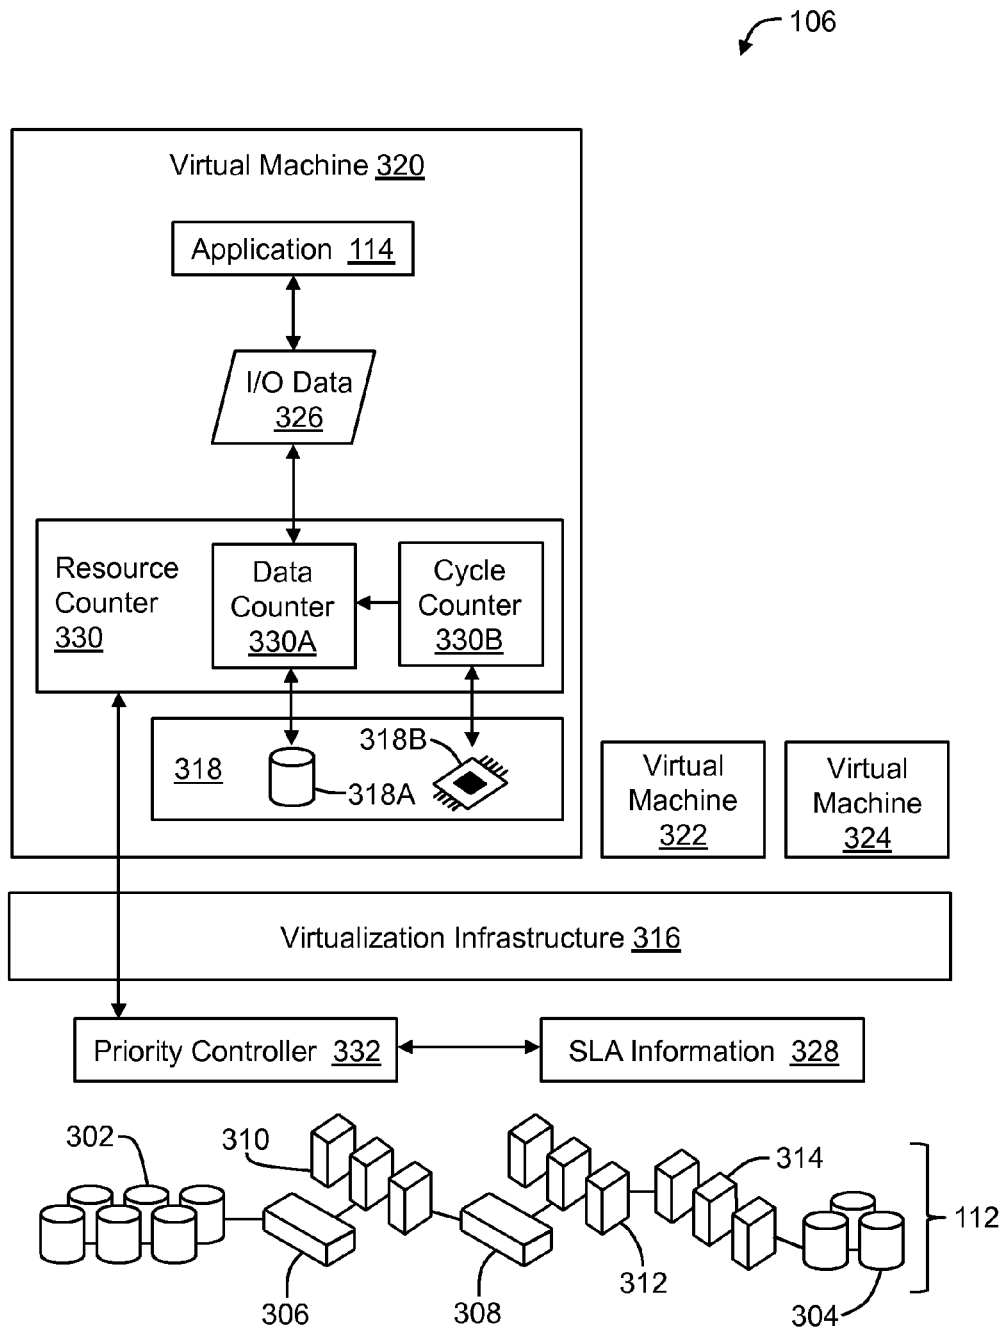 106
Virtual Machine 320
Application 114
I/O Data
326
Resource
Counter
330
Data
Counter
330A
Cycle
Counter
330B
318
318A
318B
Virtual
Machine
322
Virtual
Machine
324
Virtualization Infrastructure 316
Priority Controller 332
SLA Information 328
302
310
314
112
306
308
312
304